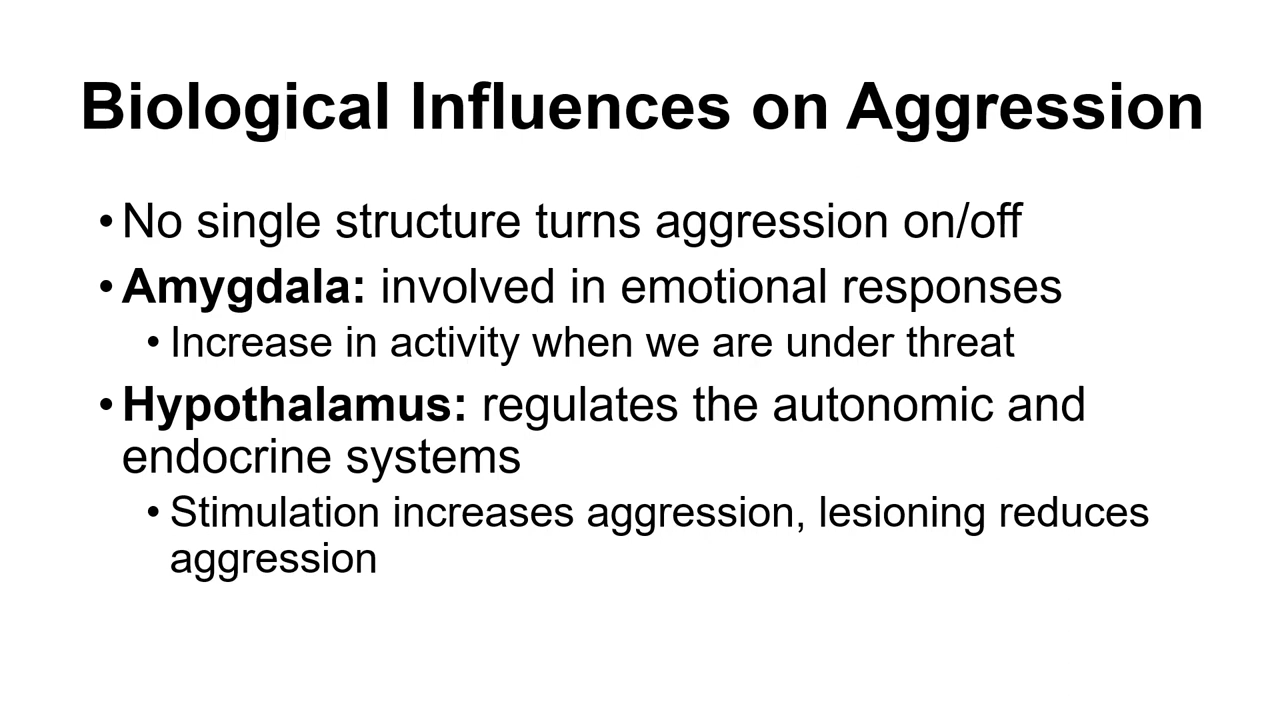 Biological Influences on Aggression
• No single structure turns aggression on/off
• Amygdala: involved in emotional responses
• Increase in activity when we are under threat
• Hypothalamus: regulates the autonomic and
endocrine systems
• Stimulation increases aggression, lesioning reduces
aggression